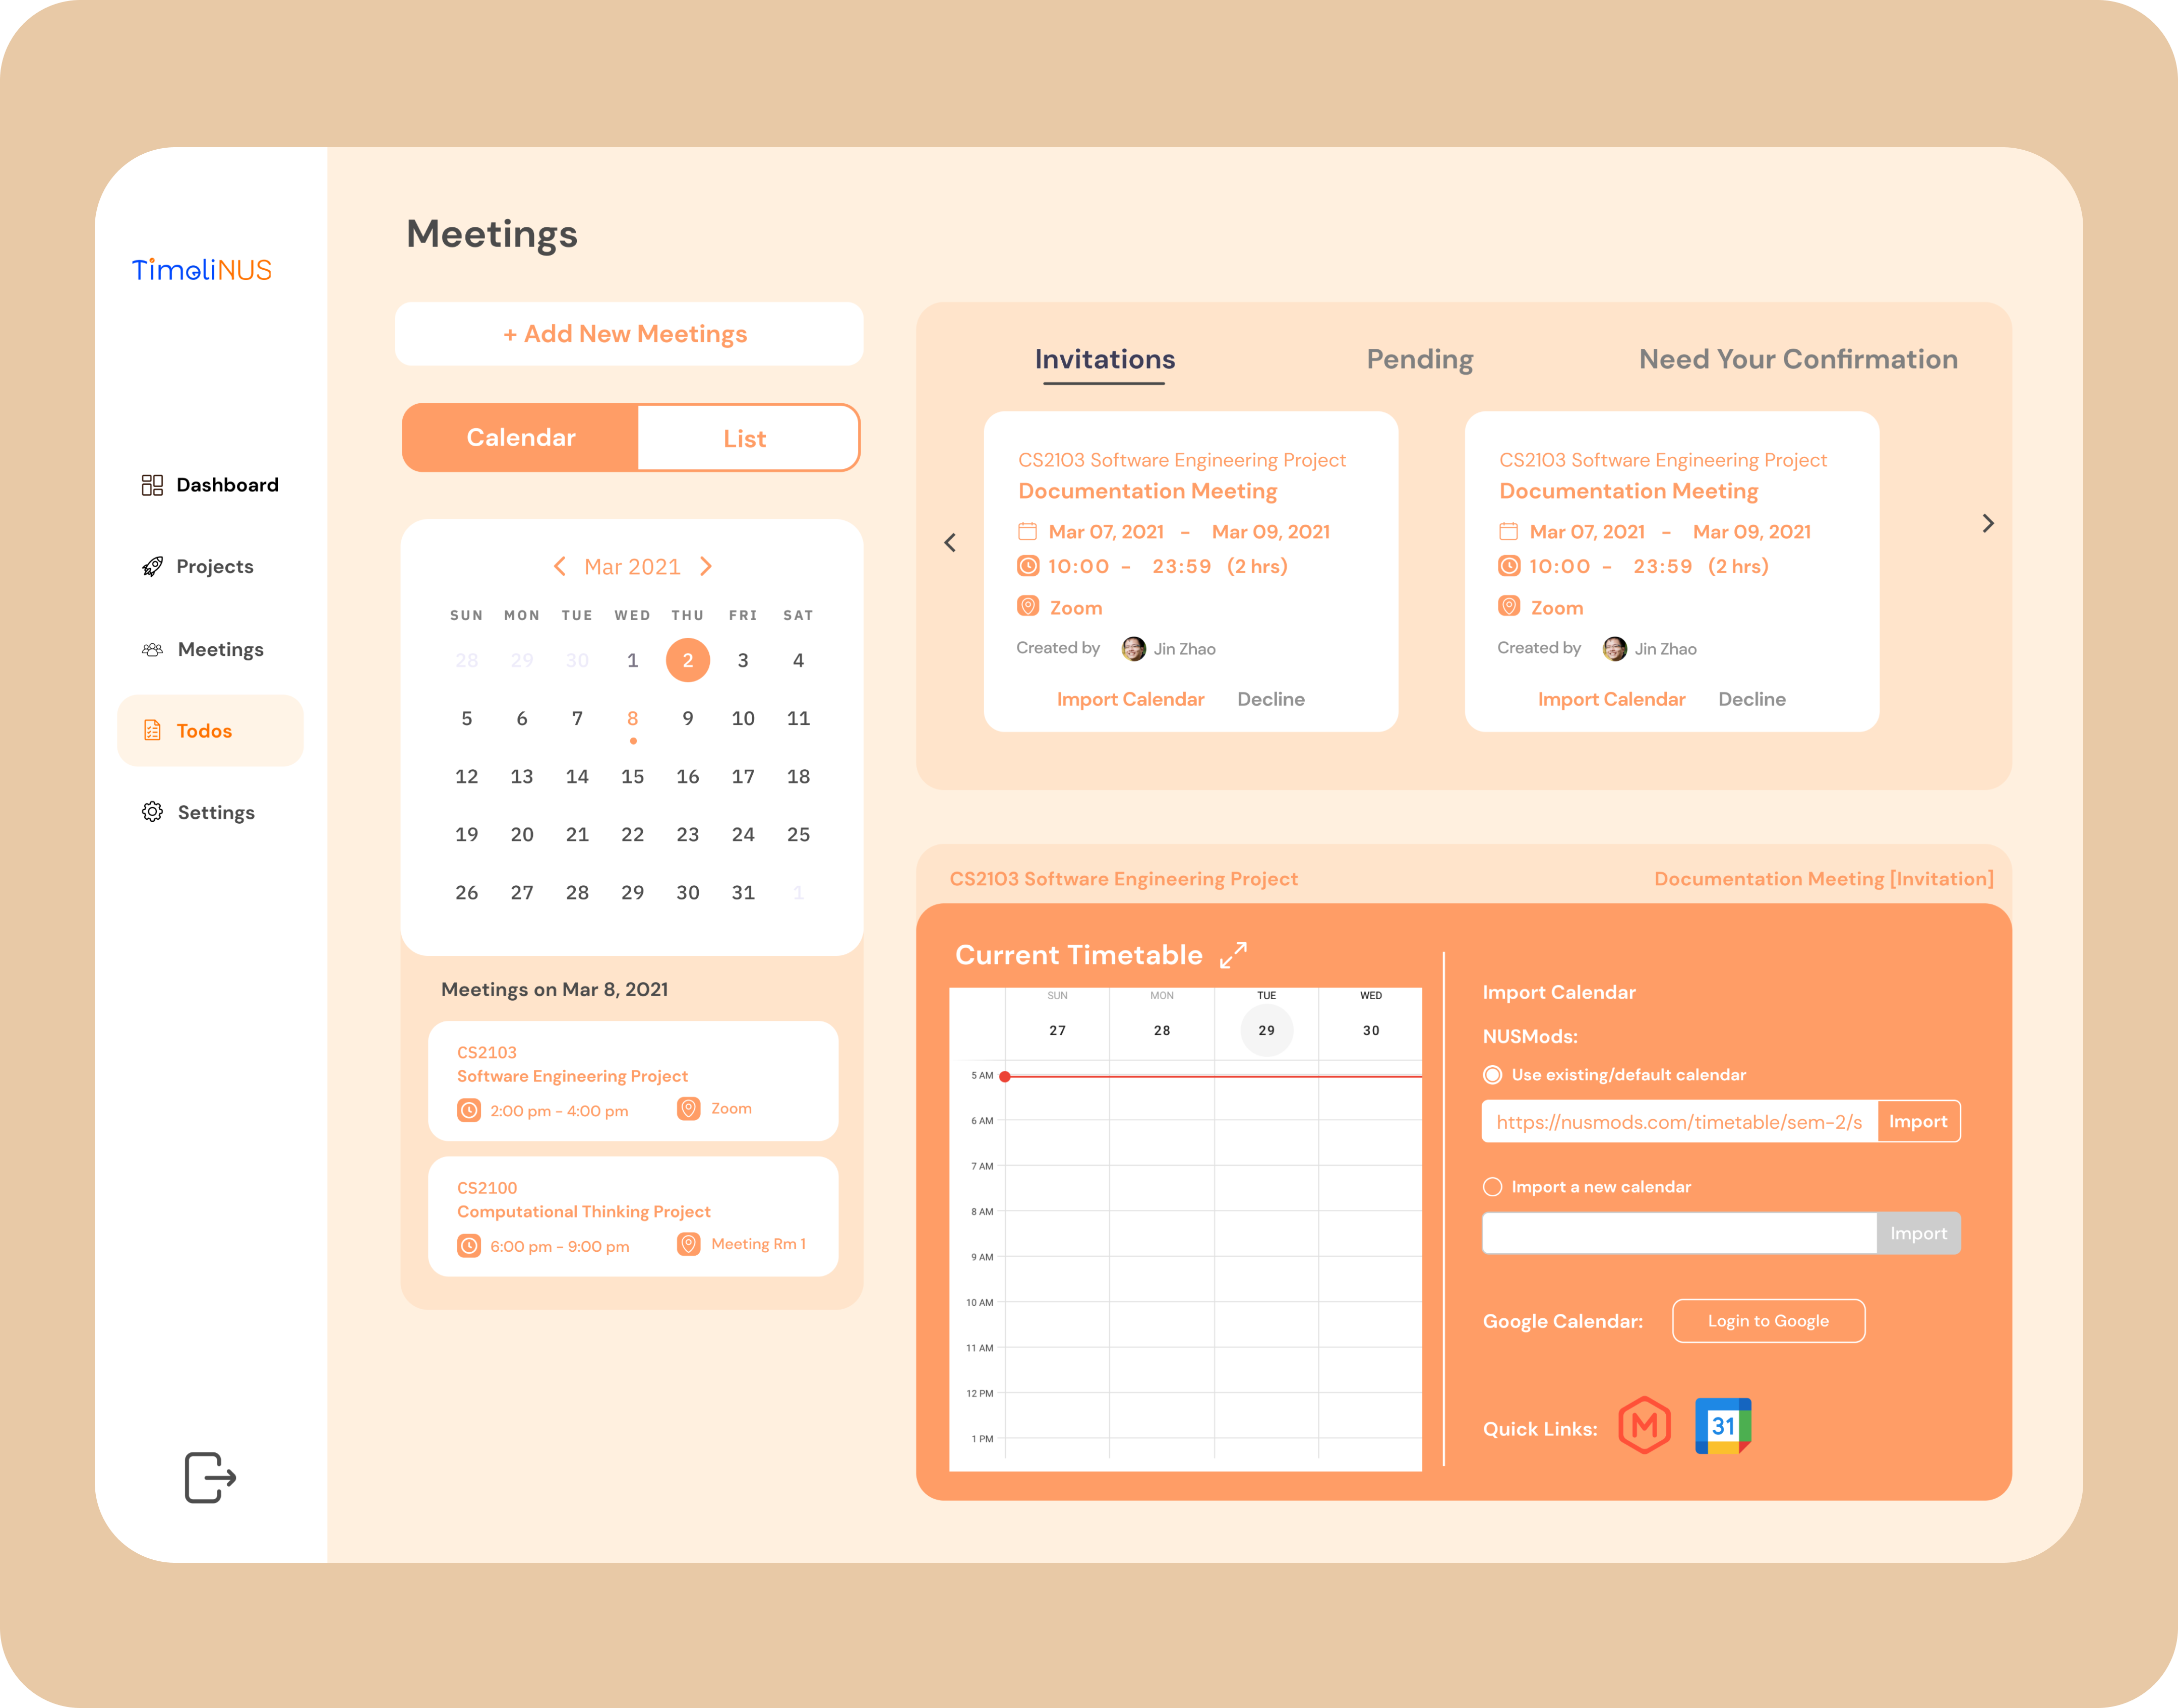 TimeliNUS
Dashboard
Projects
Meetings
Todos
Settings
Meetings
+ Add New Meetings
Calendar List
Mar 2021
SUN MON TUE WED THU FRI SAT
28 29 30 1 2 3 4
5 6 7 8 9 10 11
12 13 14 15 16 17 18
19 20 21 22 23 24 25
26 27 28 29 30 31 1
Meetings on Mar 8, 2021
CS2103
Software Engineering Project
2:00 pm - 4:00 pm Zoom
CS2100
Computational Thinking Project
6:00 pm - 9:00 pm Meeting Rm 1
Invitations Pending Need Your Confirmation
CS2103 Software Engineering Project
Documentation Meeting
Mar 07, 2021 - Mar 09, 2021
10:00 - 23:59 (2 hrs)
Zoom
Created by Jin Zhao
Import Calendar Decline
CS2103 Software Engineering Project
Documentation Meeting
Mar 07, 2021 - Mar 09, 2021
10:00 - 23:59 (2 hrs)
Zoom
Created by Jin Zhao
Import Calendar Decline
CS2103 Software Engineering Project Documentation Meeting [Invitation]
Current Timetable
SUN MON TUE WED
27 28 29 30
5 AM
6 AM
7 AM
8 AM
9 AM
10 AM
11 AM
12 PM
1 PM
Import Calendar
NUSMods:
Use existing/default calendar
https://nusmods.com/timetable/sem-2/s Import
Import a new calendar
Import
Google Calendar: Login to Google
Quick Links: M 31